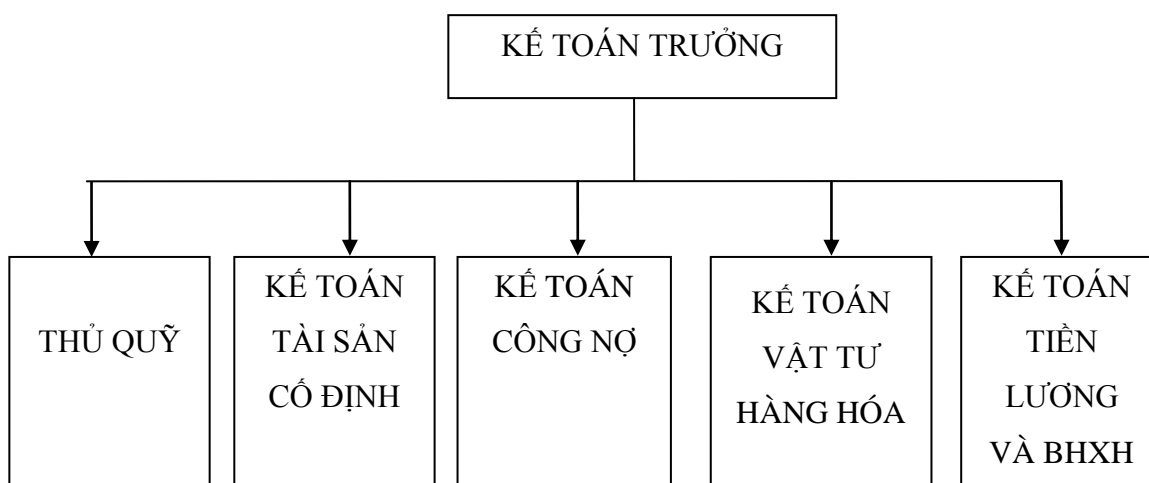 KẾ TOÁN TRƯỞNG
THỦ QUỸ
KẾ TOÁN
TÀI SẢN
CỐ ĐỊNH
KẾ TOÁN
CÔNG NỢ
KẾ TOÁN
VẬT TƯ
HÀNG HÓA
KẾ TOÁN
TIỀN
LƯƠNG
VÀ BHXH